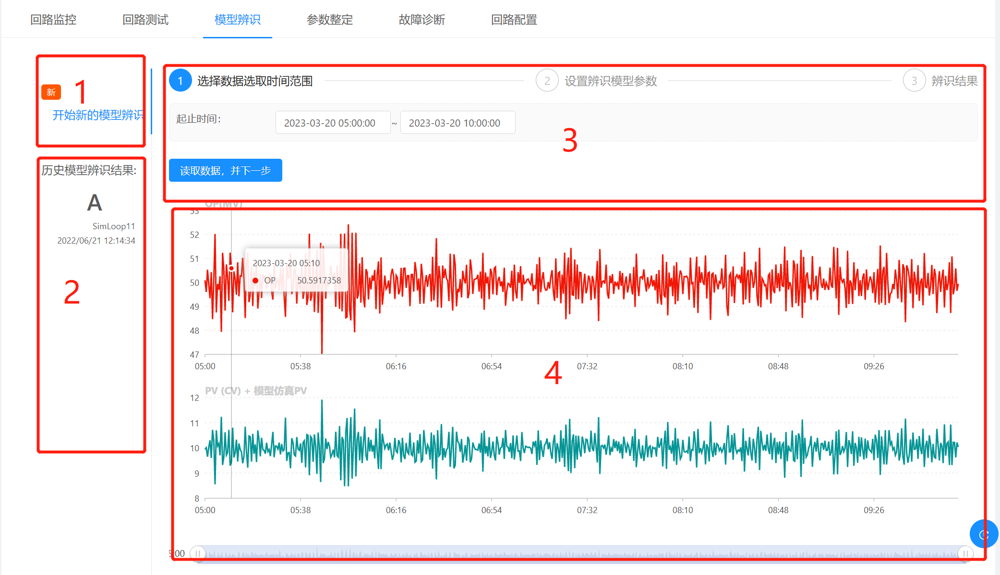 回路监控 回路测试 模型辨识 参数整定 故障诊断 回路配置
新 1
开始新的模型辨识
历史模型辨识结果:
A
SimLoop11
2022/06/21 12:14:34
2
1 选择数据选取时间范围 2 设置辨识模型参数 3 辨识结果
起止时间: 2023-03-20 05:00:00 ~ 2023-03-20 10:00:00
3
读取数据，并下一步
OP(MV)
53
52
51
50
49
48
47
2023-03-20 05:10
OP 50.5917358
05:00 05:38 06:16 06:54 07:32 08:10 08:48 09:26
4
PV (CV) + 模型仿真PV
12
11
10
9
8
05:00 05:38 06:16 06:54 07:32 08:10 08:48 09:26
5:00